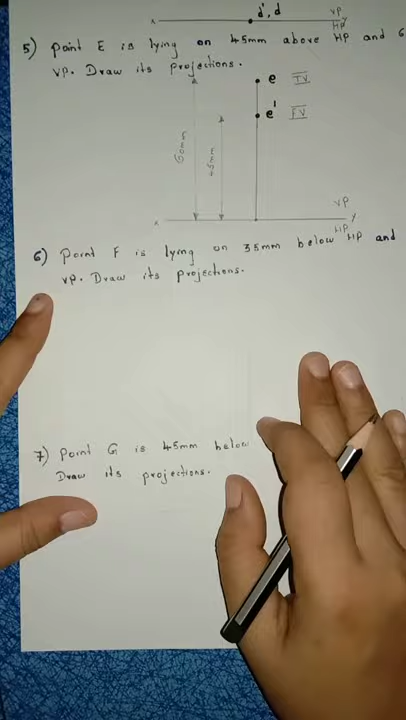 d', d
VP
x y
HP
5) Point E is lying on 45mm above HP and 6
VP. Draw its projections.
e TV
e' FV
60mm
45mm
VP
x y
HP
6) Point F is lying on 35mm below HP and
VP. Draw its projections.
7) Point G is 45mm below
Draw its projections.